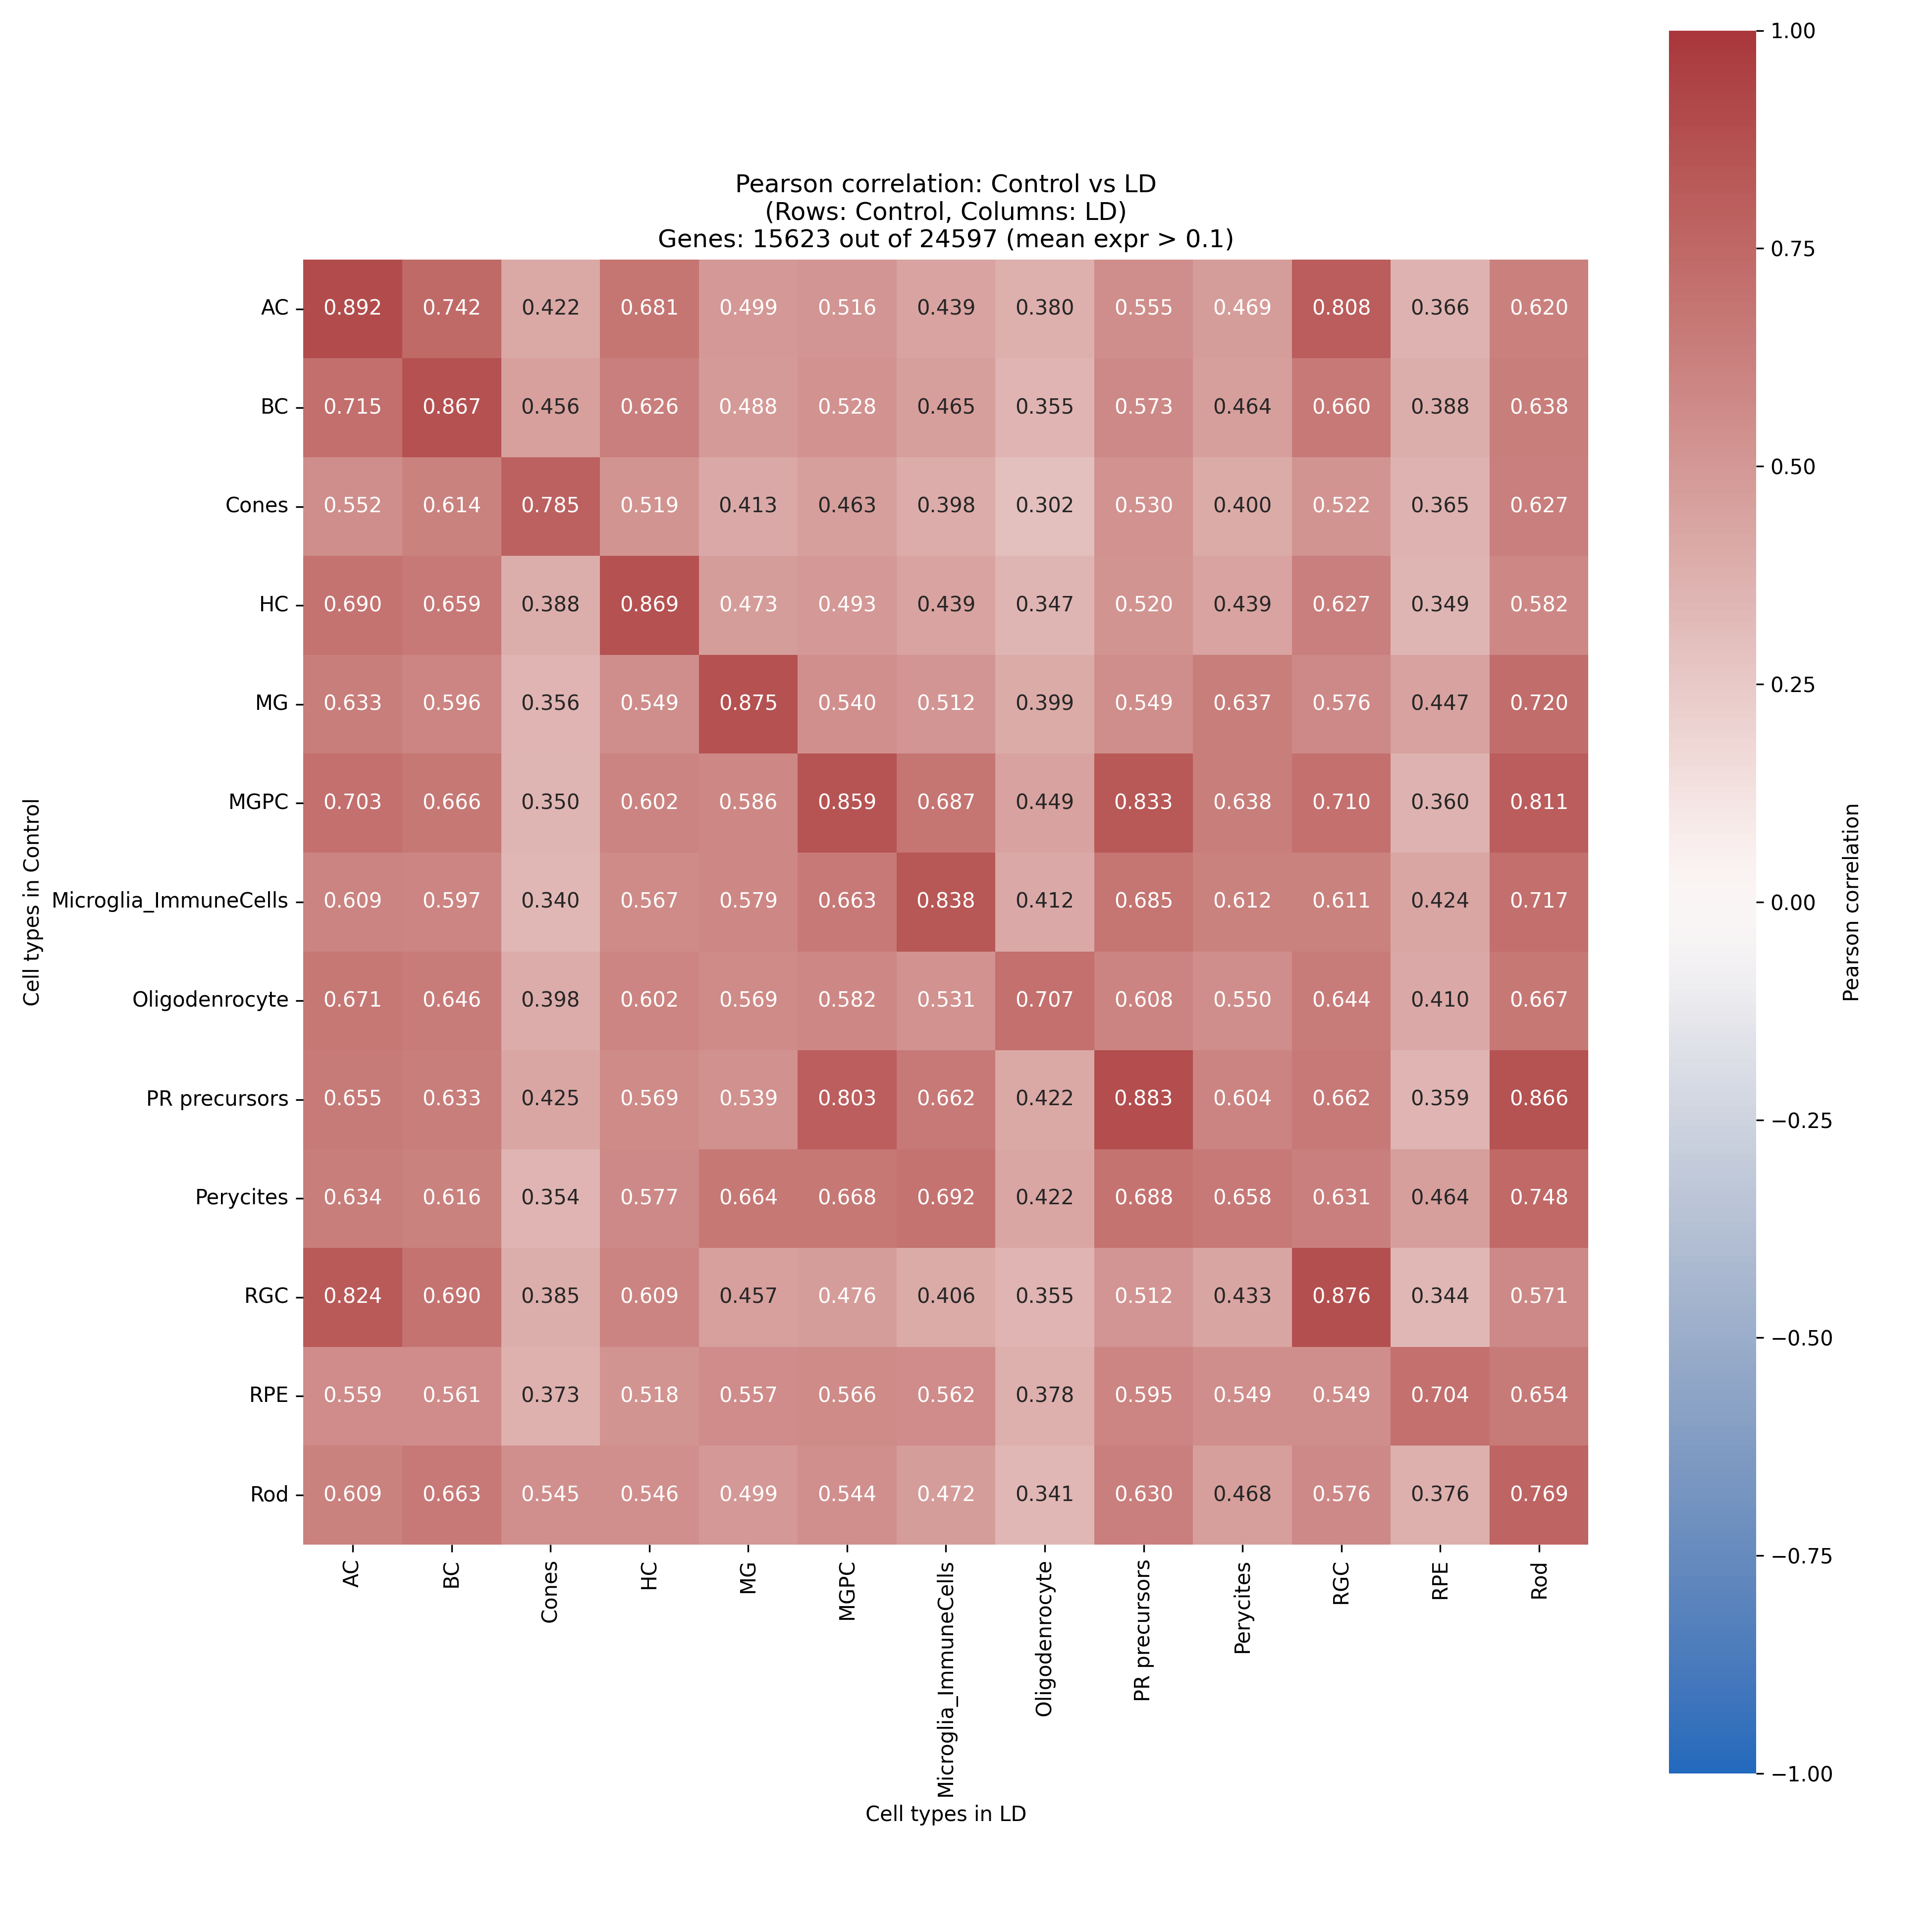 Pearson correlation: Control vs LD
(Rows: Control, Columns: LD)
Genes: 15623 out of 24597 (mean expr > 0.1)
Cell types in Control
AC 0.892 0.742 0.422 0.681 0.499 0.516 0.439 0.380 0.555 0.469 0.808 0.366 0.620
BC 0.715 0.867 0.456 0.626 0.488 0.528 0.465 0.355 0.573 0.464 0.660 0.388 0.638
Cones 0.552 0.614 0.785 0.519 0.413 0.463 0.398 0.302 0.530 0.400 0.522 0.365 0.627
HC 0.690 0.659 0.388 0.869 0.473 0.493 0.439 0.347 0.520 0.439 0.627 0.349 0.582
MG 0.633 0.596 0.356 0.549 0.875 0.540 0.512 0.399 0.549 0.637 0.576 0.447 0.720
MGPC 0.703 0.666 0.350 0.602 0.586 0.859 0.687 0.449 0.833 0.638 0.710 0.360 0.811
Microglia_ImmuneCells 0.609 0.597 0.340 0.567 0.579 0.663 0.838 0.412 0.685 0.612 0.611 0.424 0.717
Oligodenrocyte 0.671 0.646 0.398 0.602 0.569 0.582 0.531 0.707 0.608 0.550 0.644 0.410 0.667
PR precursors 0.655 0.633 0.425 0.569 0.539 0.803 0.662 0.422 0.883 0.604 0.662 0.359 0.866
Perycites 0.634 0.616 0.354 0.577 0.664 0.668 0.692 0.422 0.688 0.658 0.631 0.464 0.748
RGC 0.824 0.690 0.385 0.609 0.457 0.476 0.406 0.355 0.512 0.433 0.876 0.344 0.571
RPE 0.559 0.561 0.373 0.518 0.557 0.566 0.562 0.378 0.595 0.549 0.549 0.704 0.654
Rod 0.609 0.663 0.545 0.546 0.499 0.544 0.472 0.341 0.630 0.468 0.576 0.376 0.769
AC
BC
Cones
HC
MG
MGPC
Microglia_ImmuneCells
Oligodenrocyte
PR precursors
Perycites
RGC
RPE
Rod
Cell types in LD
1.00
0.75
0.50
0.25
0.00
−0.25
−0.50
−0.75
−1.00
Pearson correlation